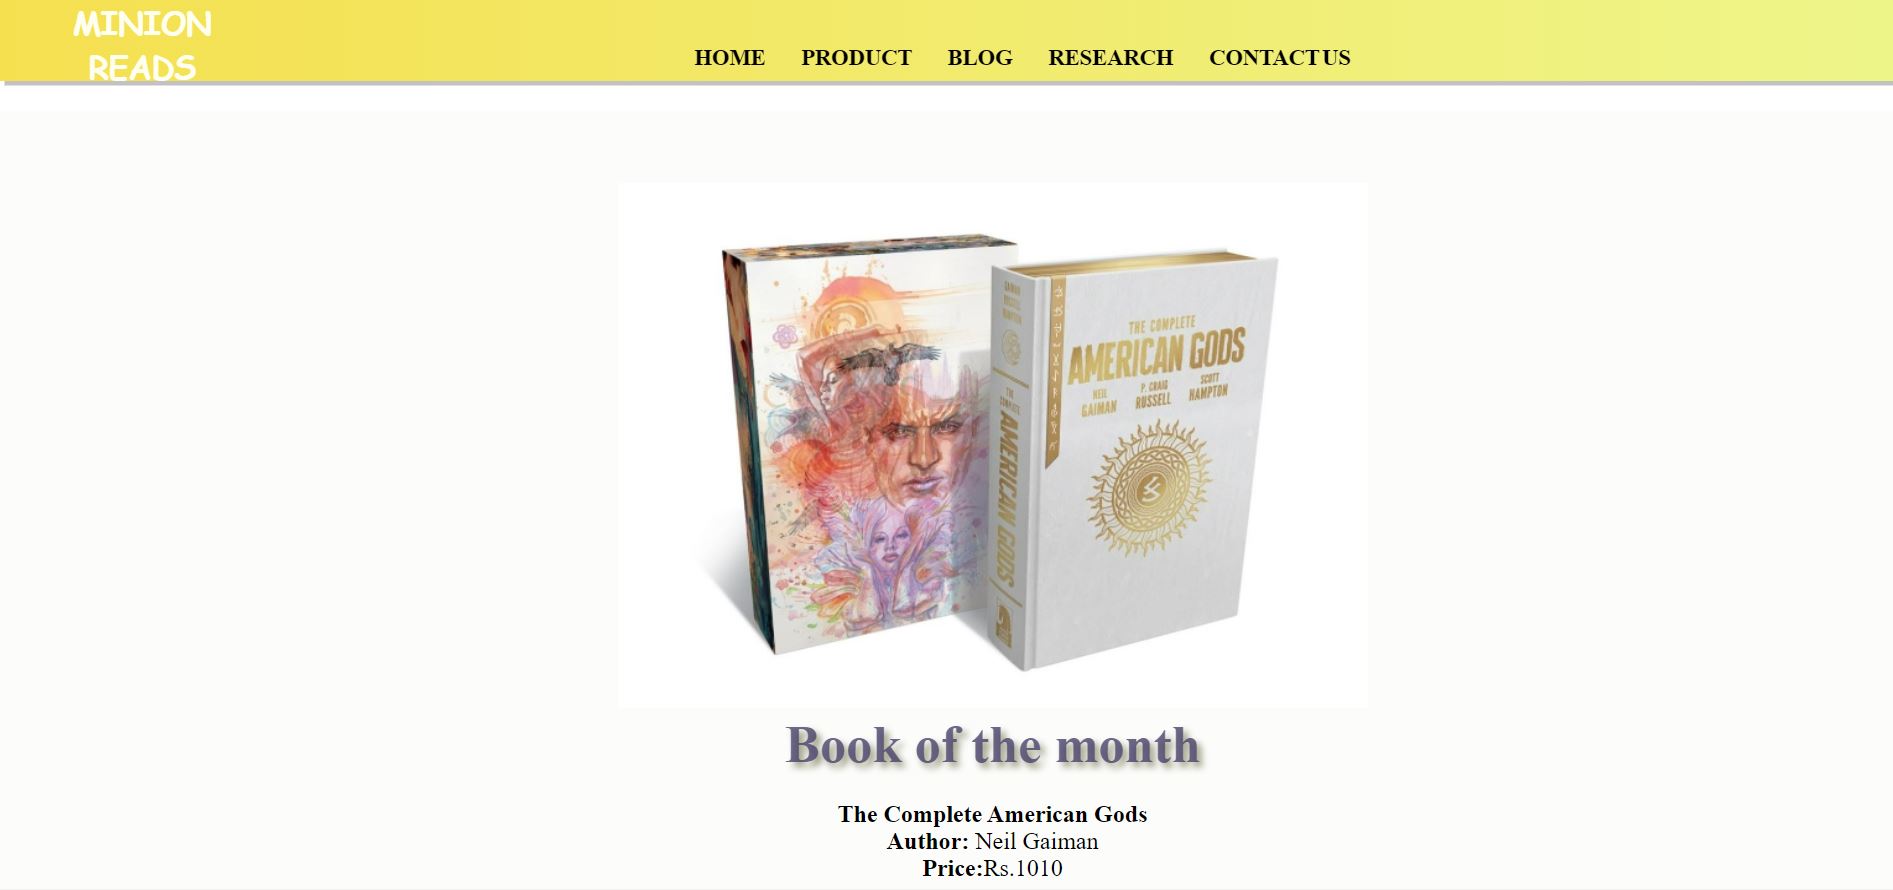 MINION
READS
HOME PRODUCT BLOG RESEARCH CONTACT US
THE COMPLETE
AMERICAN GODS
NEIL
GAIMAN
P. CRAIG
RUSSELL
SCOTT
HAMPTON
GAIMAN
RUSSELL
HAMPTON
THE COMPLETE
AMERICAN GODS
Book of the month
The Complete American Gods
Author: Neil Gaiman
Price:Rs.1010